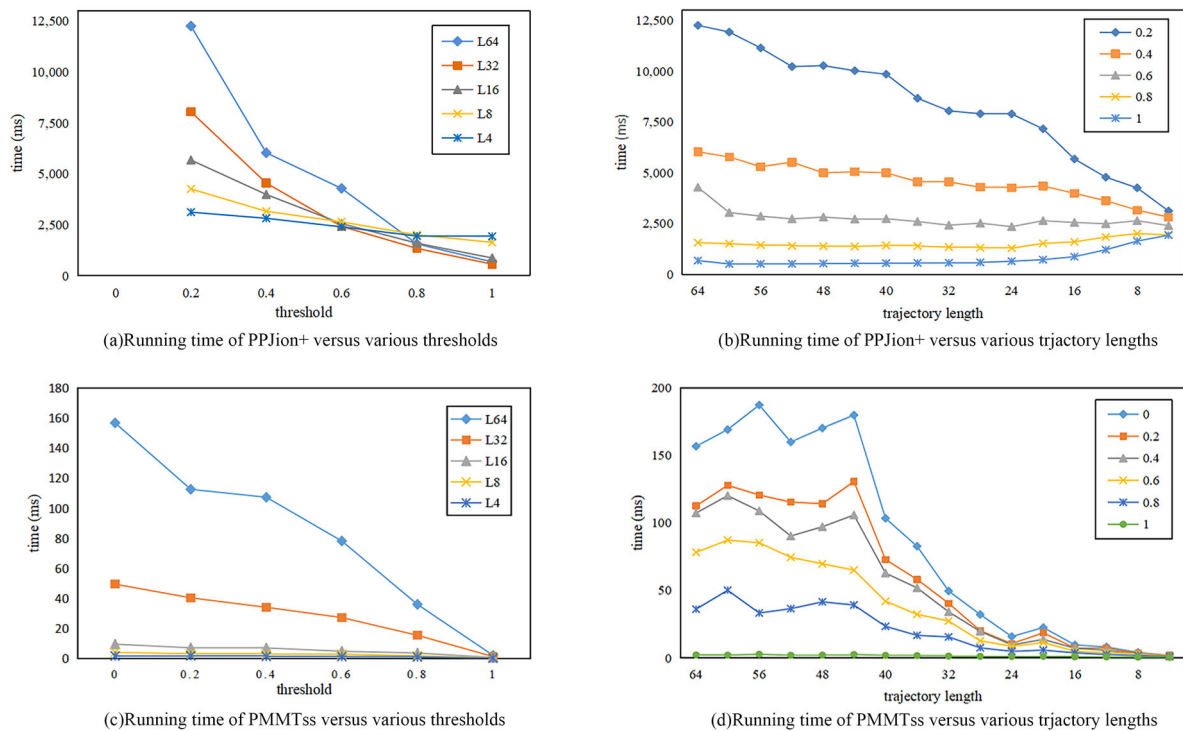 12,500
10,000
7,500
5,000
2,500
0
time (ms)
0 0.2 0.4 0.6 0.8 1
threshold
L64
L32
L16
L8
L4
(a)Running time of PPJion+ versus various thresholds
12,500
10,000
7,500
5,000
2,500
0
time (ms)
64 56 48 40 32 24 16 8
trajectory length
0.2
0.4
0.6
0.8
1
(b)Running time of PPJion+ versus various trjactory lengths
180
160
140
120
100
80
60
40
20
0
time (ms)
0 0.2 0.4 0.6 0.8 1
threshold
L64
L32
L16
L8
L4
(c)Running time of PMMTss versus various thresholds
200
150
100
50
0
time (ms)
64 56 48 40 32 24 16 8
trajectory length
0
0.2
0.4
0.6
0.8
1
(d)Running time of PMMTss versus various trjactory lengths